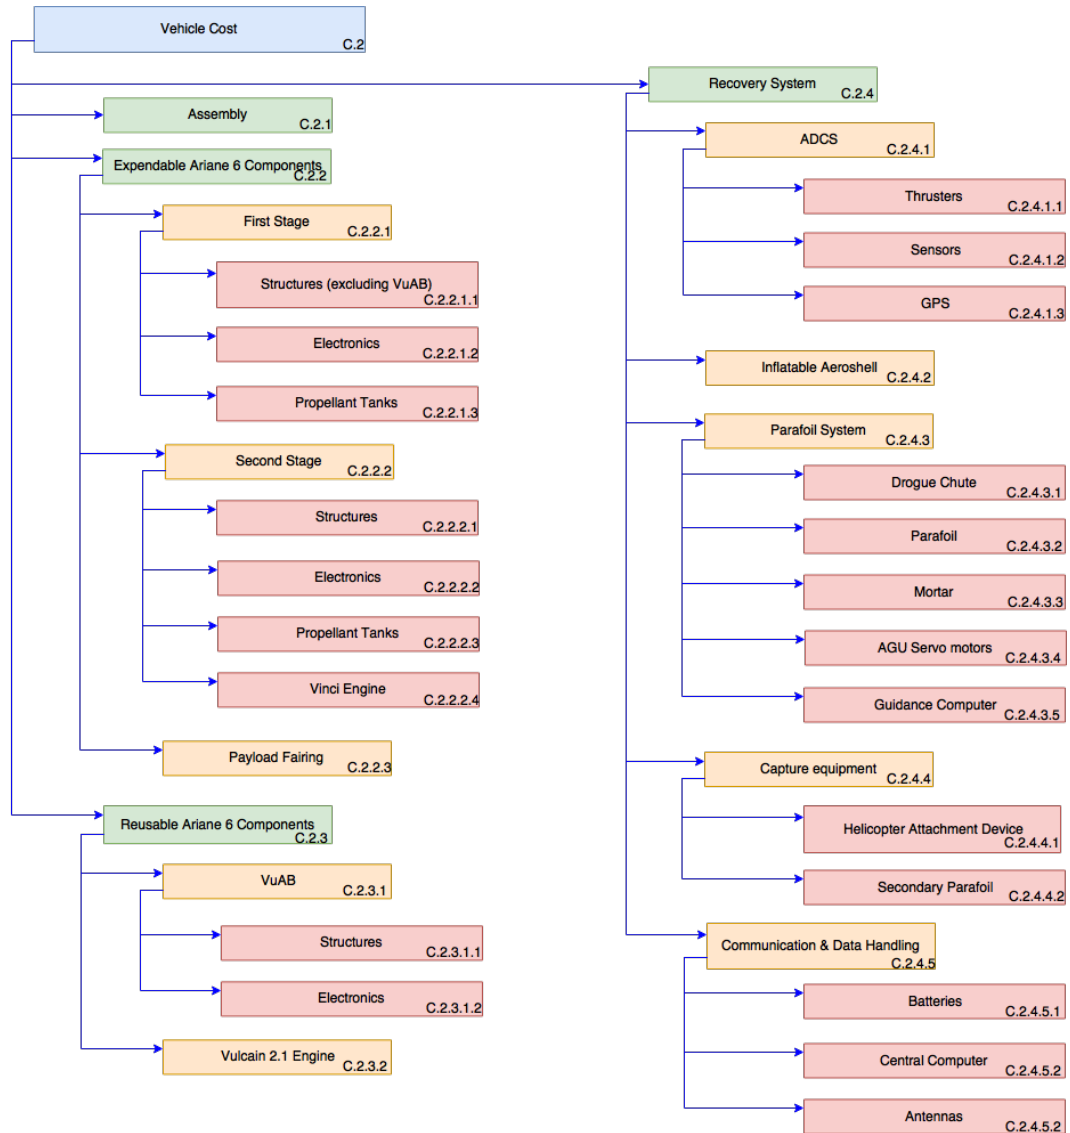 Vehicle Cost
C.2
Assembly
C.2.1
Expendable Ariane 6 Components
C.2.2
First Stage
C.2.2.1
Structures (excluding VuAB)
C.2.2.1.1
Electronics
C.2.2.1.2
Propellant Tanks
C.2.2.1.3
Second Stage
C.2.2.2
Structures
C.2.2.2.1
Electronics
C.2.2.2.2
Propellant Tanks
C.2.2.2.3
Vinci Engine
C.2.2.2.4
Payload Fairing
C.2.2.3
Reusable Ariane 6 Components
C.2.3
VuAB
C.2.3.1
Structures
C.2.3.1.1
Electronics
C.2.3.1.2
Vulcain 2.1 Engine
C.2.3.2
Recovery System
C.2.4
ADCS
C.2.4.1
Thrusters
C.2.4.1.1
Sensors
C.2.4.1.2
GPS
C.2.4.1.3
Inflatable Aeroshell
C.2.4.2
Parafoil System
C.2.4.3
Drogue Chute
C.2.4.3.1
Parafoil
C.2.4.3.2
Mortar
C.2.4.3.3
AGU Servo motors
C.2.4.3.4
Guidance Computer
C.2.4.3.5
Capture equipment
C.2.4.4
Helicopter Attachment Device
C.2.4.4.1
Secondary Parafoil
C.2.4.4.2
Communication & Data Handling
C.2.4.5
Batteries
C.2.4.5.1
Central Computer
C.2.4.5.2
Antennas
C.2.4.5.2